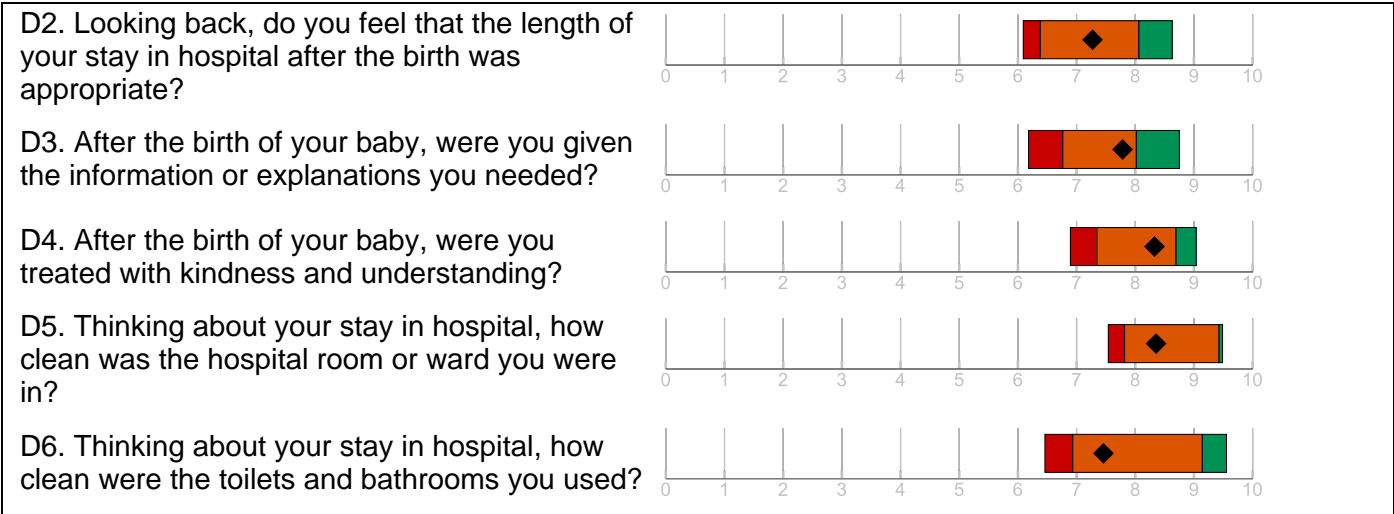 D2. Looking back, do you feel that the length of
your stay in hospital after the birth was
appropriate?
0 1 2 3 4 5 6 7 8 9 10
D3. After the birth of your baby, were you given
the information or explanations you needed?
0 1 2 3 4 5 6 7 8 9 10
D4. After the birth of your baby, were you
treated with kindness and understanding?
0 1 2 3 4 5 6 7 8 9 10
D5. Thinking about your stay in hospital, how
clean was the hospital room or ward you were
in?
0 1 2 3 4 5 6 7 8 9 10
D6. Thinking about your stay in hospital, how
clean were the toilets and bathrooms you used?
0 1 2 3 4 5 6 7 8 9 10